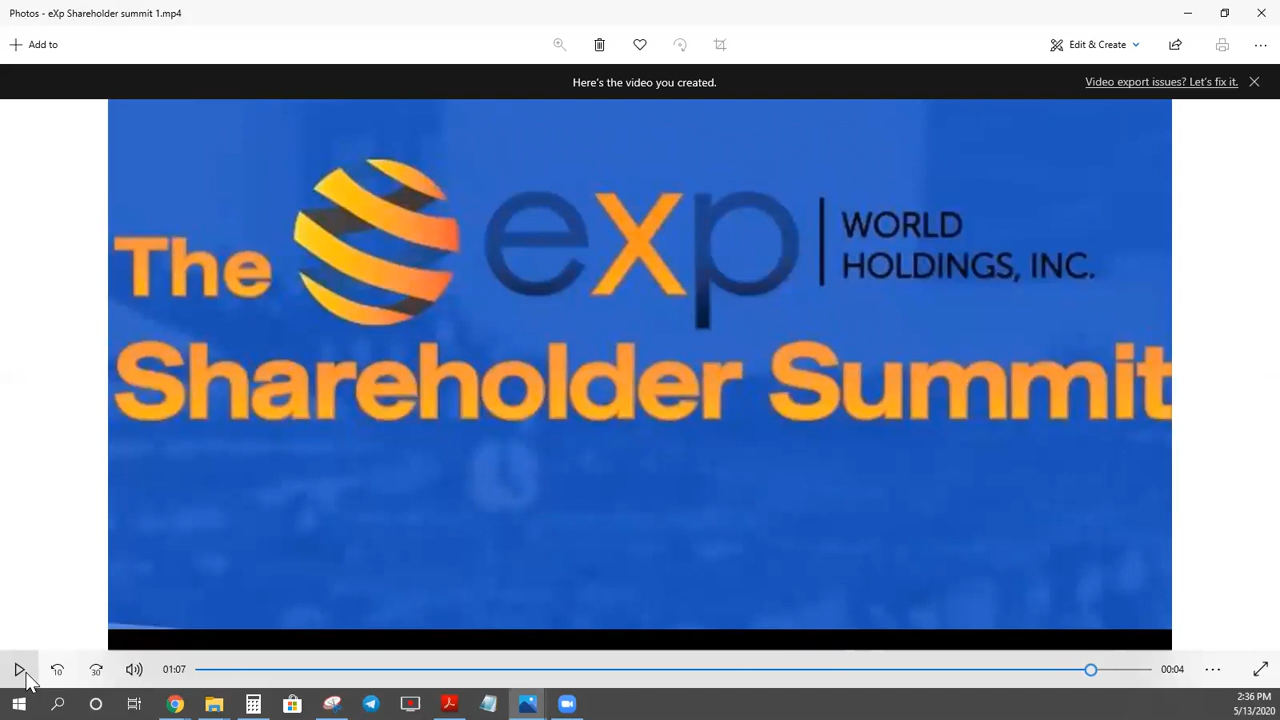 Photos - eXp Shareholder summit 1.mp4
Add to
Edit & Create
Here's the video you created.
Video export issues? Let's fix it.
The exp WORLD
HOLDINGS, INC.
Shareholder Summit
10
30
01:07
00:04
2:36 PM
5/13/2020